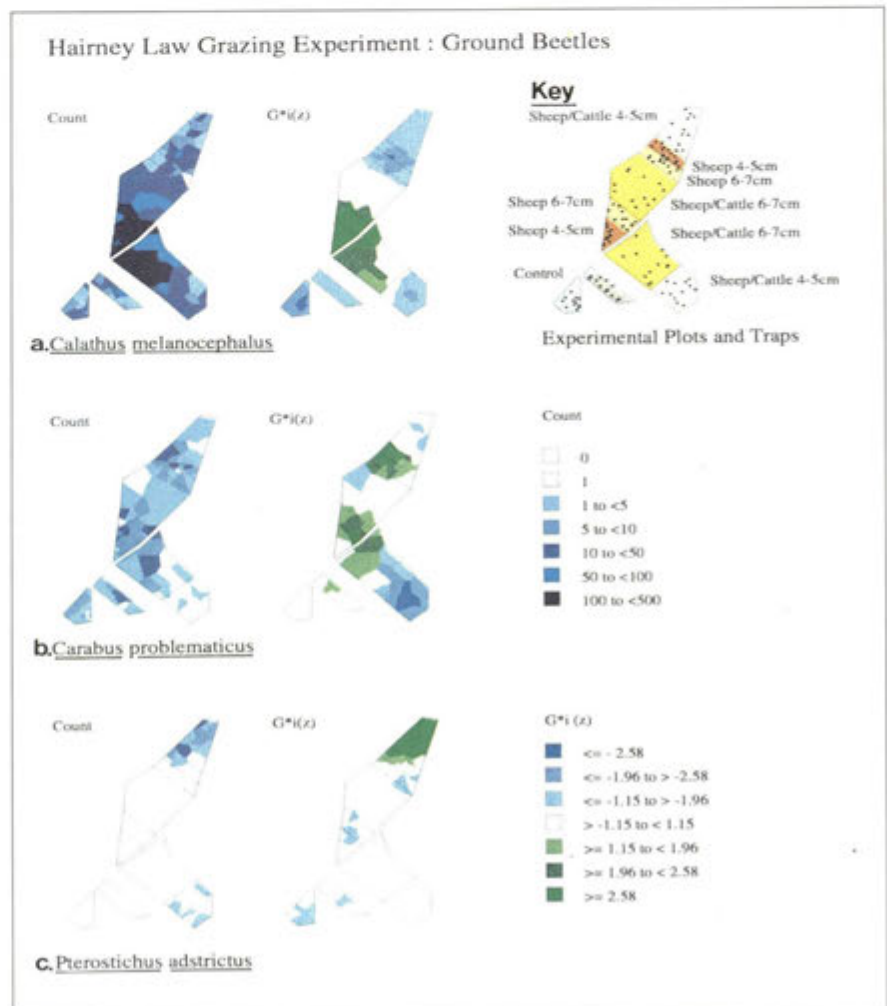 Hairney Law Grazing Experiment : Ground Beetles
Key
Count
G*i(z)
Sheep/Cattle 4-5cm
Sheep 4-5cm
Sheep 6-7cm
Sheep 6-7cm
Sheep/Cattle 6-7cm
Sheep 4-5cm
Sheep/Cattle 6-7cm
Control
Sheep/Cattle 4-5cm
a.Calathus melanocephalus
Experimental Plots and Traps
Count
G*i(z)
Count
0
1
1 to <5
5 to <10
10 to <50
50 to <100
100 to <500
b.Carabus problematicus
Count
G*i(z)
G*i (z)
<= - 2.58
<= -1.96 to > -2.58
<= -1.15 to > -1.96
> -1.15 to < 1.15
>= 1.15 to < 1.96
>= 1.96 to < 2.58
>= 2.58
c.Pterostichus adstrictus